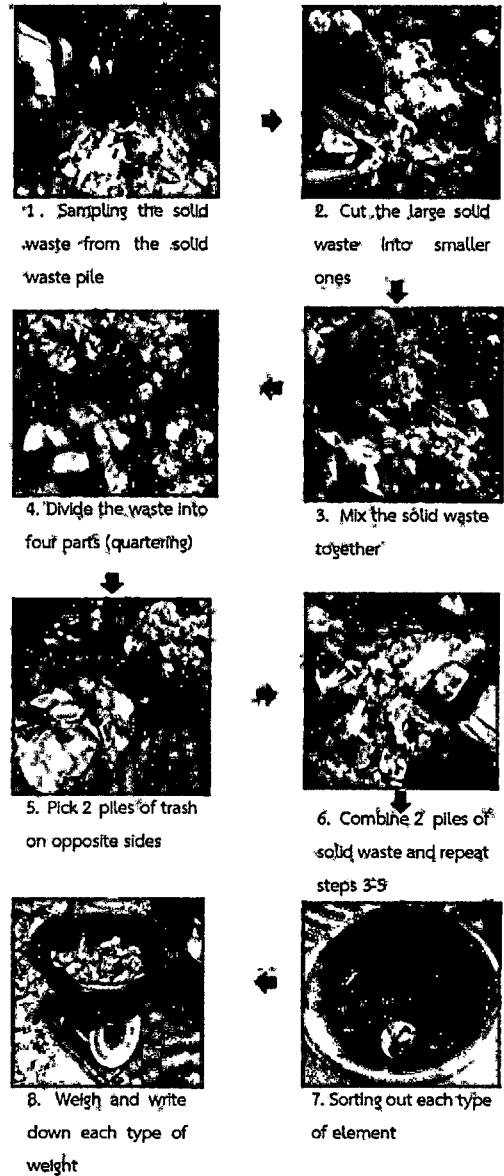 1. Sampling the solid
waste from the solid
waste pile
2. Cut the large solid
waste into smaller
ones
4. Divide the waste into
four parts (quartering)
3. Mix the solid waste
together
5. Pick 2 piles of trash
on opposite sides
6. Combine 2 piles of
solid waste and repeat
steps 3-5
8. Weigh and write
down each type of
weight
7. Sorting out each type
of element